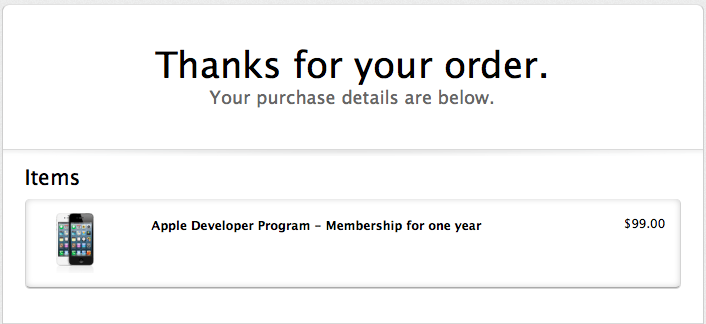 Thanks for your order.
Your purchase details are below.
Items
Apple Developer Program – Membership for one year
$99.00